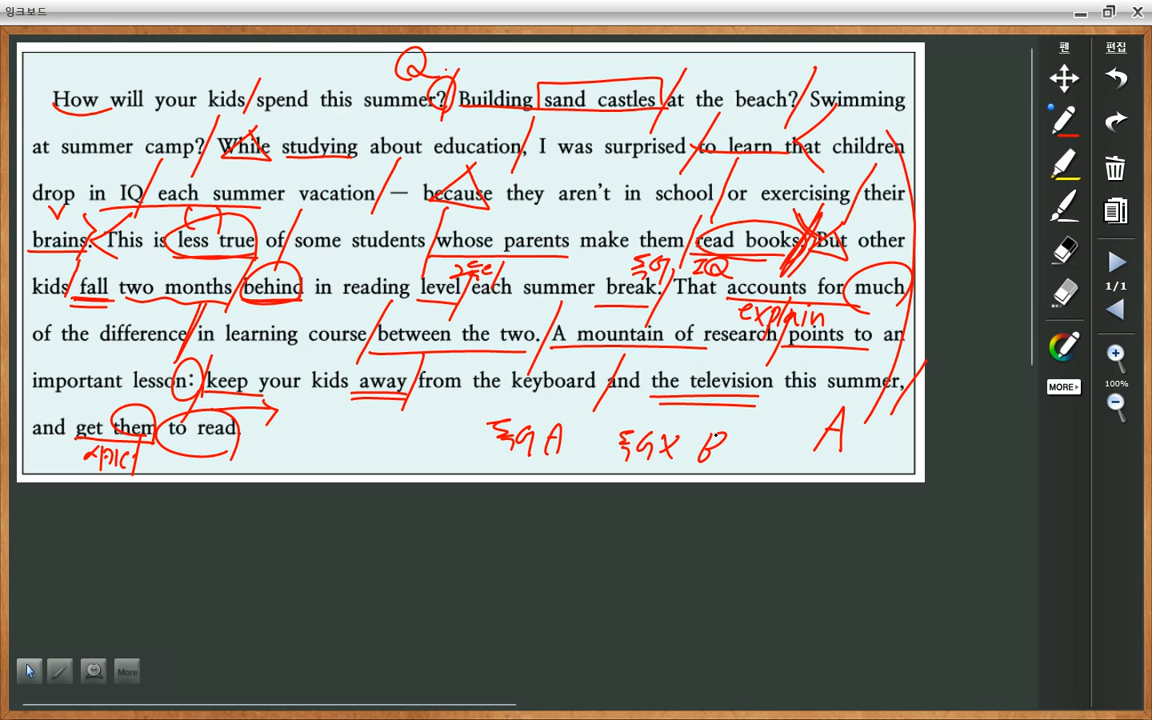 잉크보드
펜 편집
Q
How will your kids spend this summer? Building sand castles at the beach? Swimming
at summer camp? While studying about education, I was surprised to learn that children
drop in IQ each summer vacation — because they aren't in school or exercising their
brains. This is less true of some students whose parents make them read books. But other
kids fall two months behind in reading level each summer break. That accounts for much
explain
of the difference in learning course between the two. A mountain of research points to an
important lesson: keep your kids away from the keyboard and the television this summer,
and get them to read.
A
1/1
100%
MORE
More